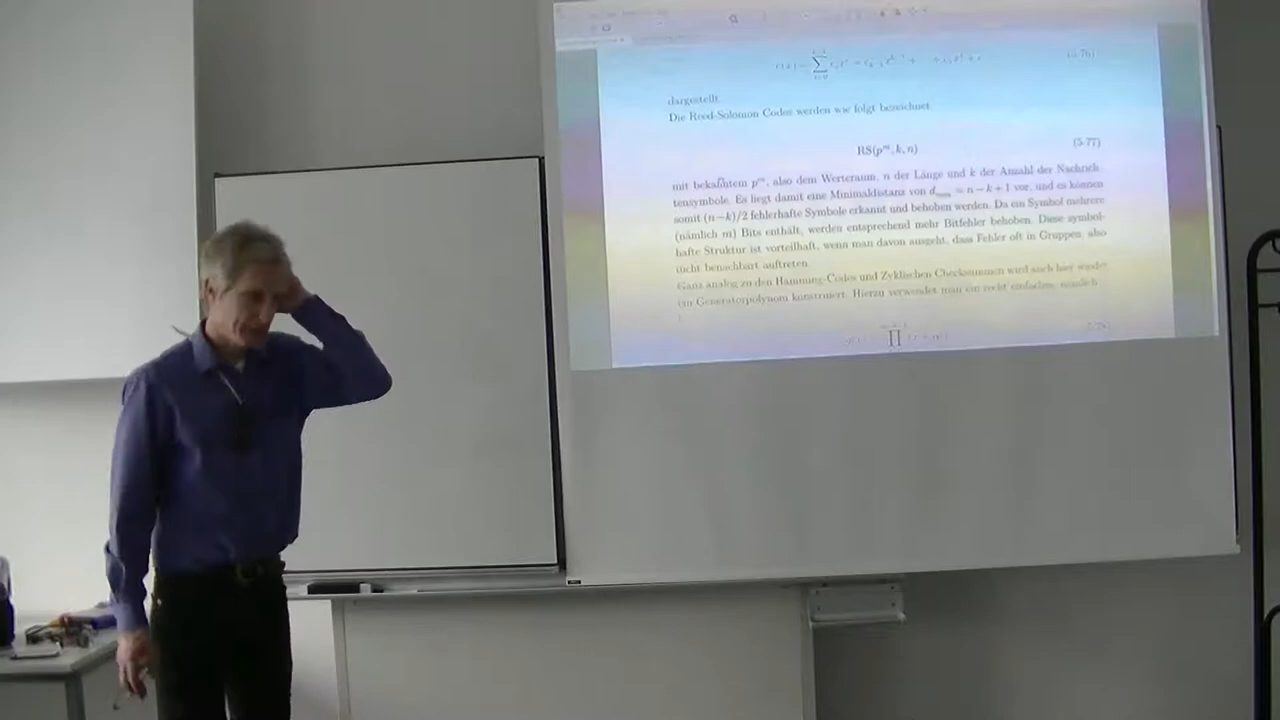 dargestellt.
Die Reed-Solomon Codes werden wie folgt bezeichnet
RS(pᵐ, k, n) (5.77)
mit bekanntem pᵐ, also dem Werteraum, n der Länge und k der Anzahl der Nachrich-
tensymbole. Es liegt damit eine Minimaldistanz von dₘᵢₙ = n − k + 1 vor, und es können
somit (n−k)/2 fehlerhafte Symbole erkannt und behoben werden. Da ein Symbol mehrere
(nämlich m) Bits enthält, werden entsprechend mehr Bitfehler behoben. Diese symbol-
hafte Struktur ist vorteilhaft, wenn man davon ausgeht, dass Fehler oft in Gruppen, also
nicht benachbart auftreten.
Ganz analog zu den Hamming-Codes und Zyklischen Checksummen wird auch hier wieder
ein Generatorpolynom konstruiert. Hierzu verwendet man ein recht einfaches, nämlich
∏